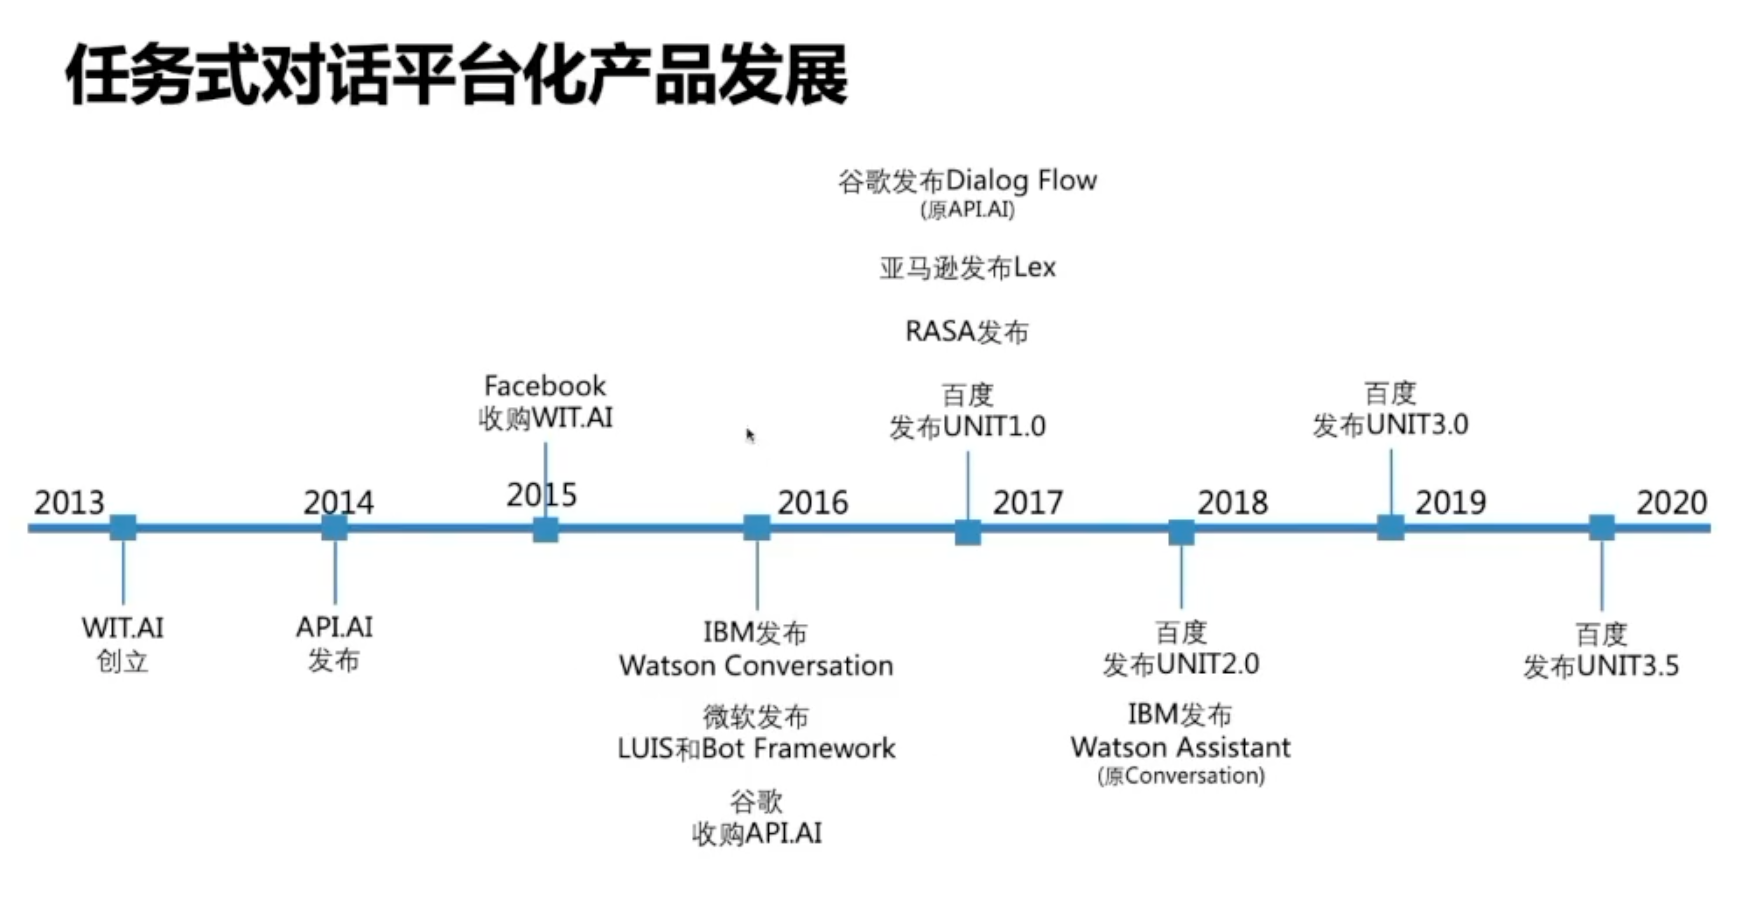 任务式对话平台化产品发展
谷歌发布Dialog Flow
(原API.AI)
亚马逊发布Lex
RASA发布
Facebook
收购WIT.AI
百度
发布UNIT1.0
百度
发布UNIT3.0
2013
2014
2015
2016
2017
2018
2019
2020
WIT.AI
创立
API.AI
发布
IBM发布
Watson Conversation
微软发布
LUIS和Bot Framework
谷歌
收购API.AI
百度
发布UNIT2.0
IBM发布
Watson Assistant
(原Conversation)
百度
发布UNIT3.5